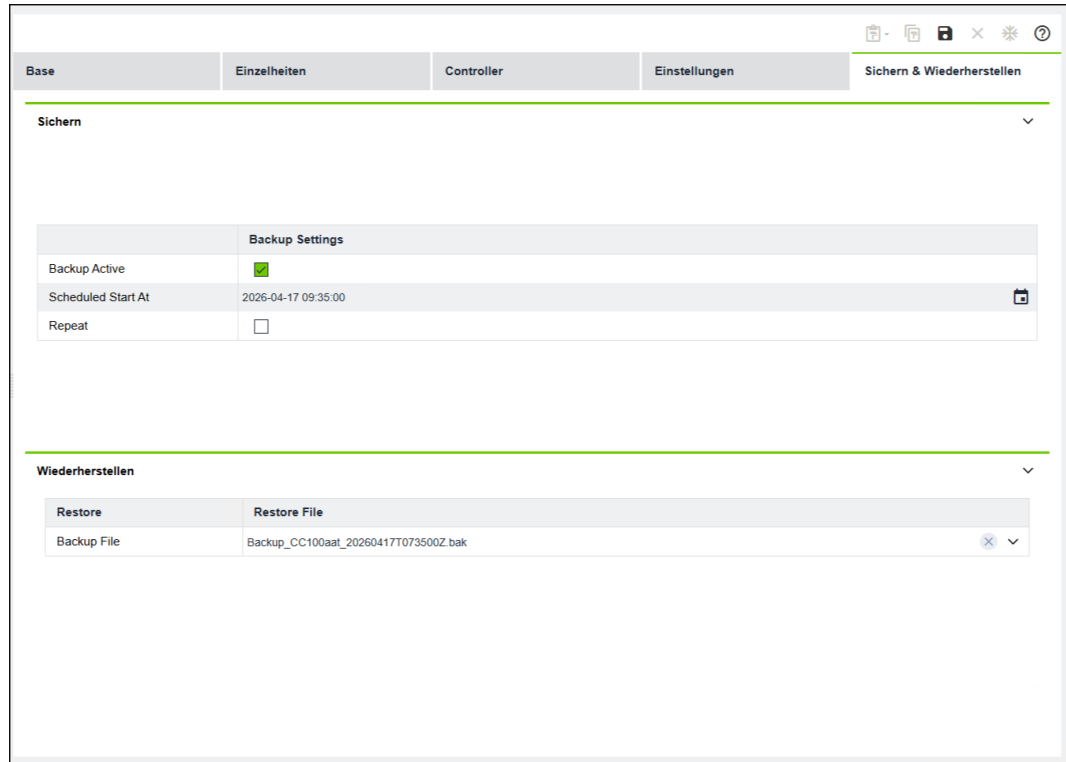 Base Einzelheiten Controller Einstellungen Sichern & Wiederherstellen
Sichern
Backup Settings
Backup Active
Scheduled Start At 2026-04-17 09:35:00
Repeat
Wiederherstellen
Restore Restore File
Backup File Backup_CC100aat_20260417T073500Z.bak